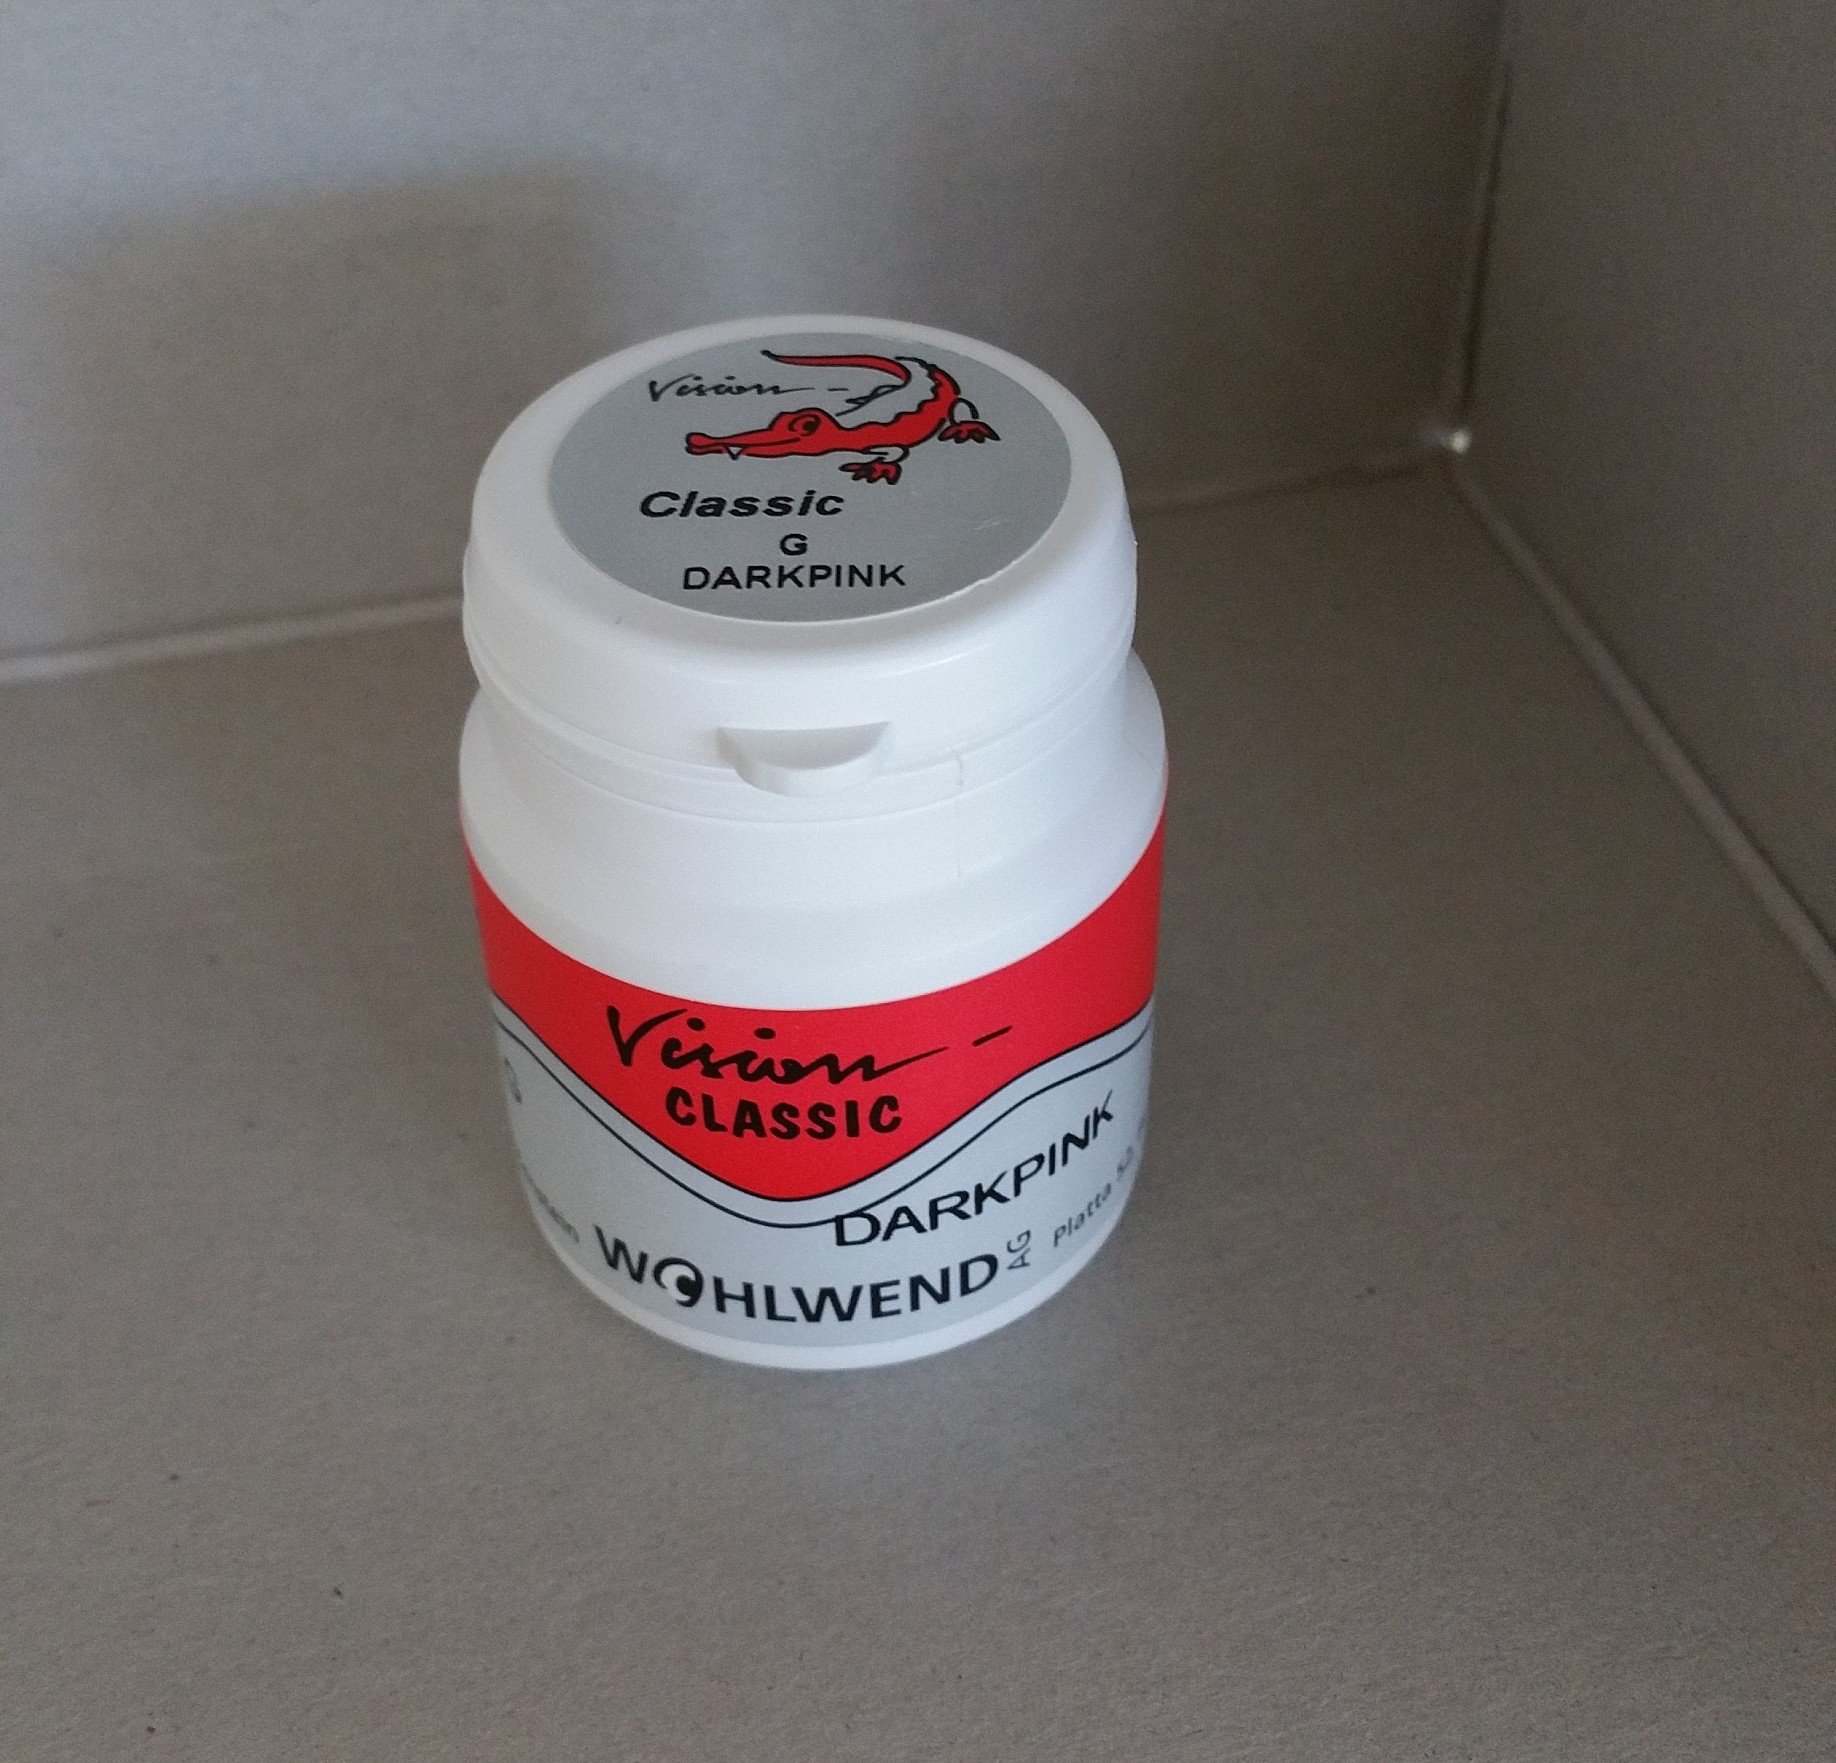 Vision -
Classic
G
DARKPINK
Vision -
CLASSIC
DARKPINK
WOHLWEND AG
Platta